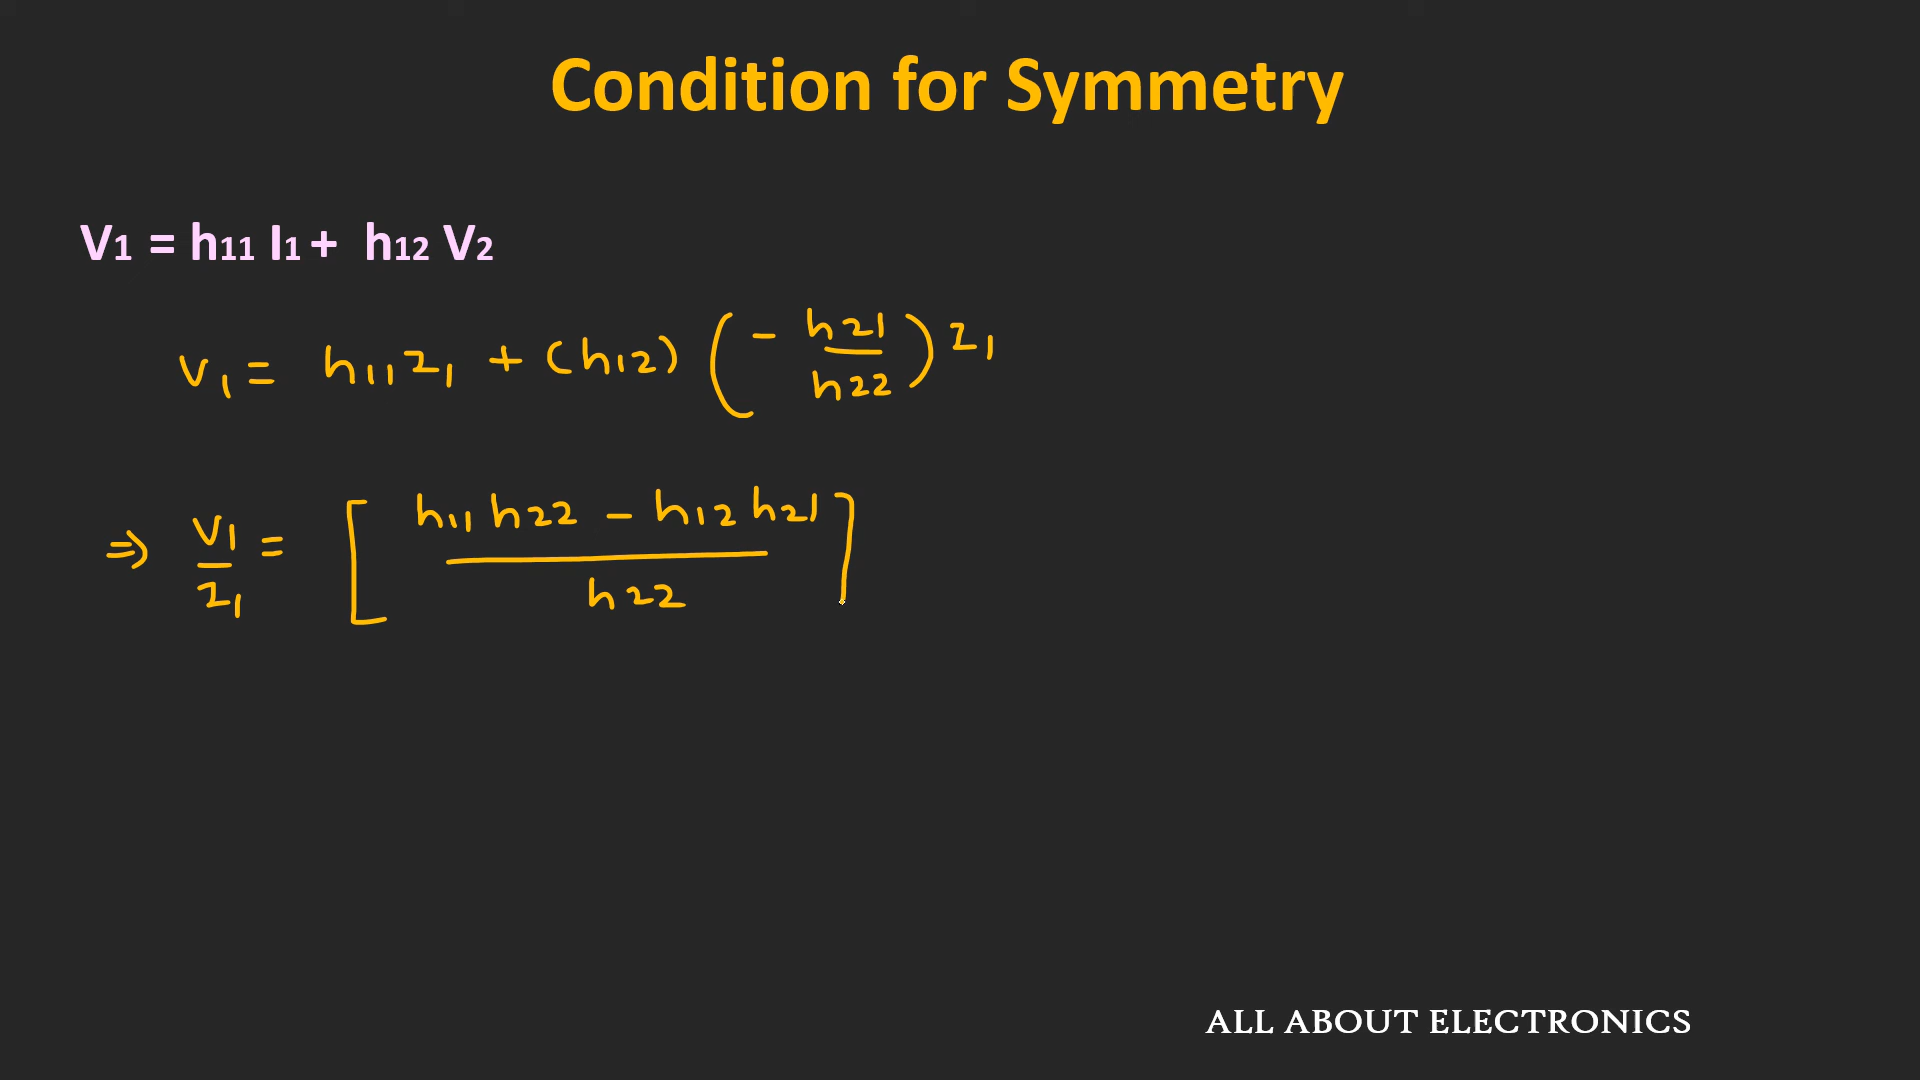 Condition for Symmetry
V1 = h11 I1 + h12 V2
V1 = h11 I1 + (h12) (- h21/h22) I1
⇒ V1/I1 = [h11 h22 - h12 h21 / h22]
ALL ABOUT ELECTRONICS